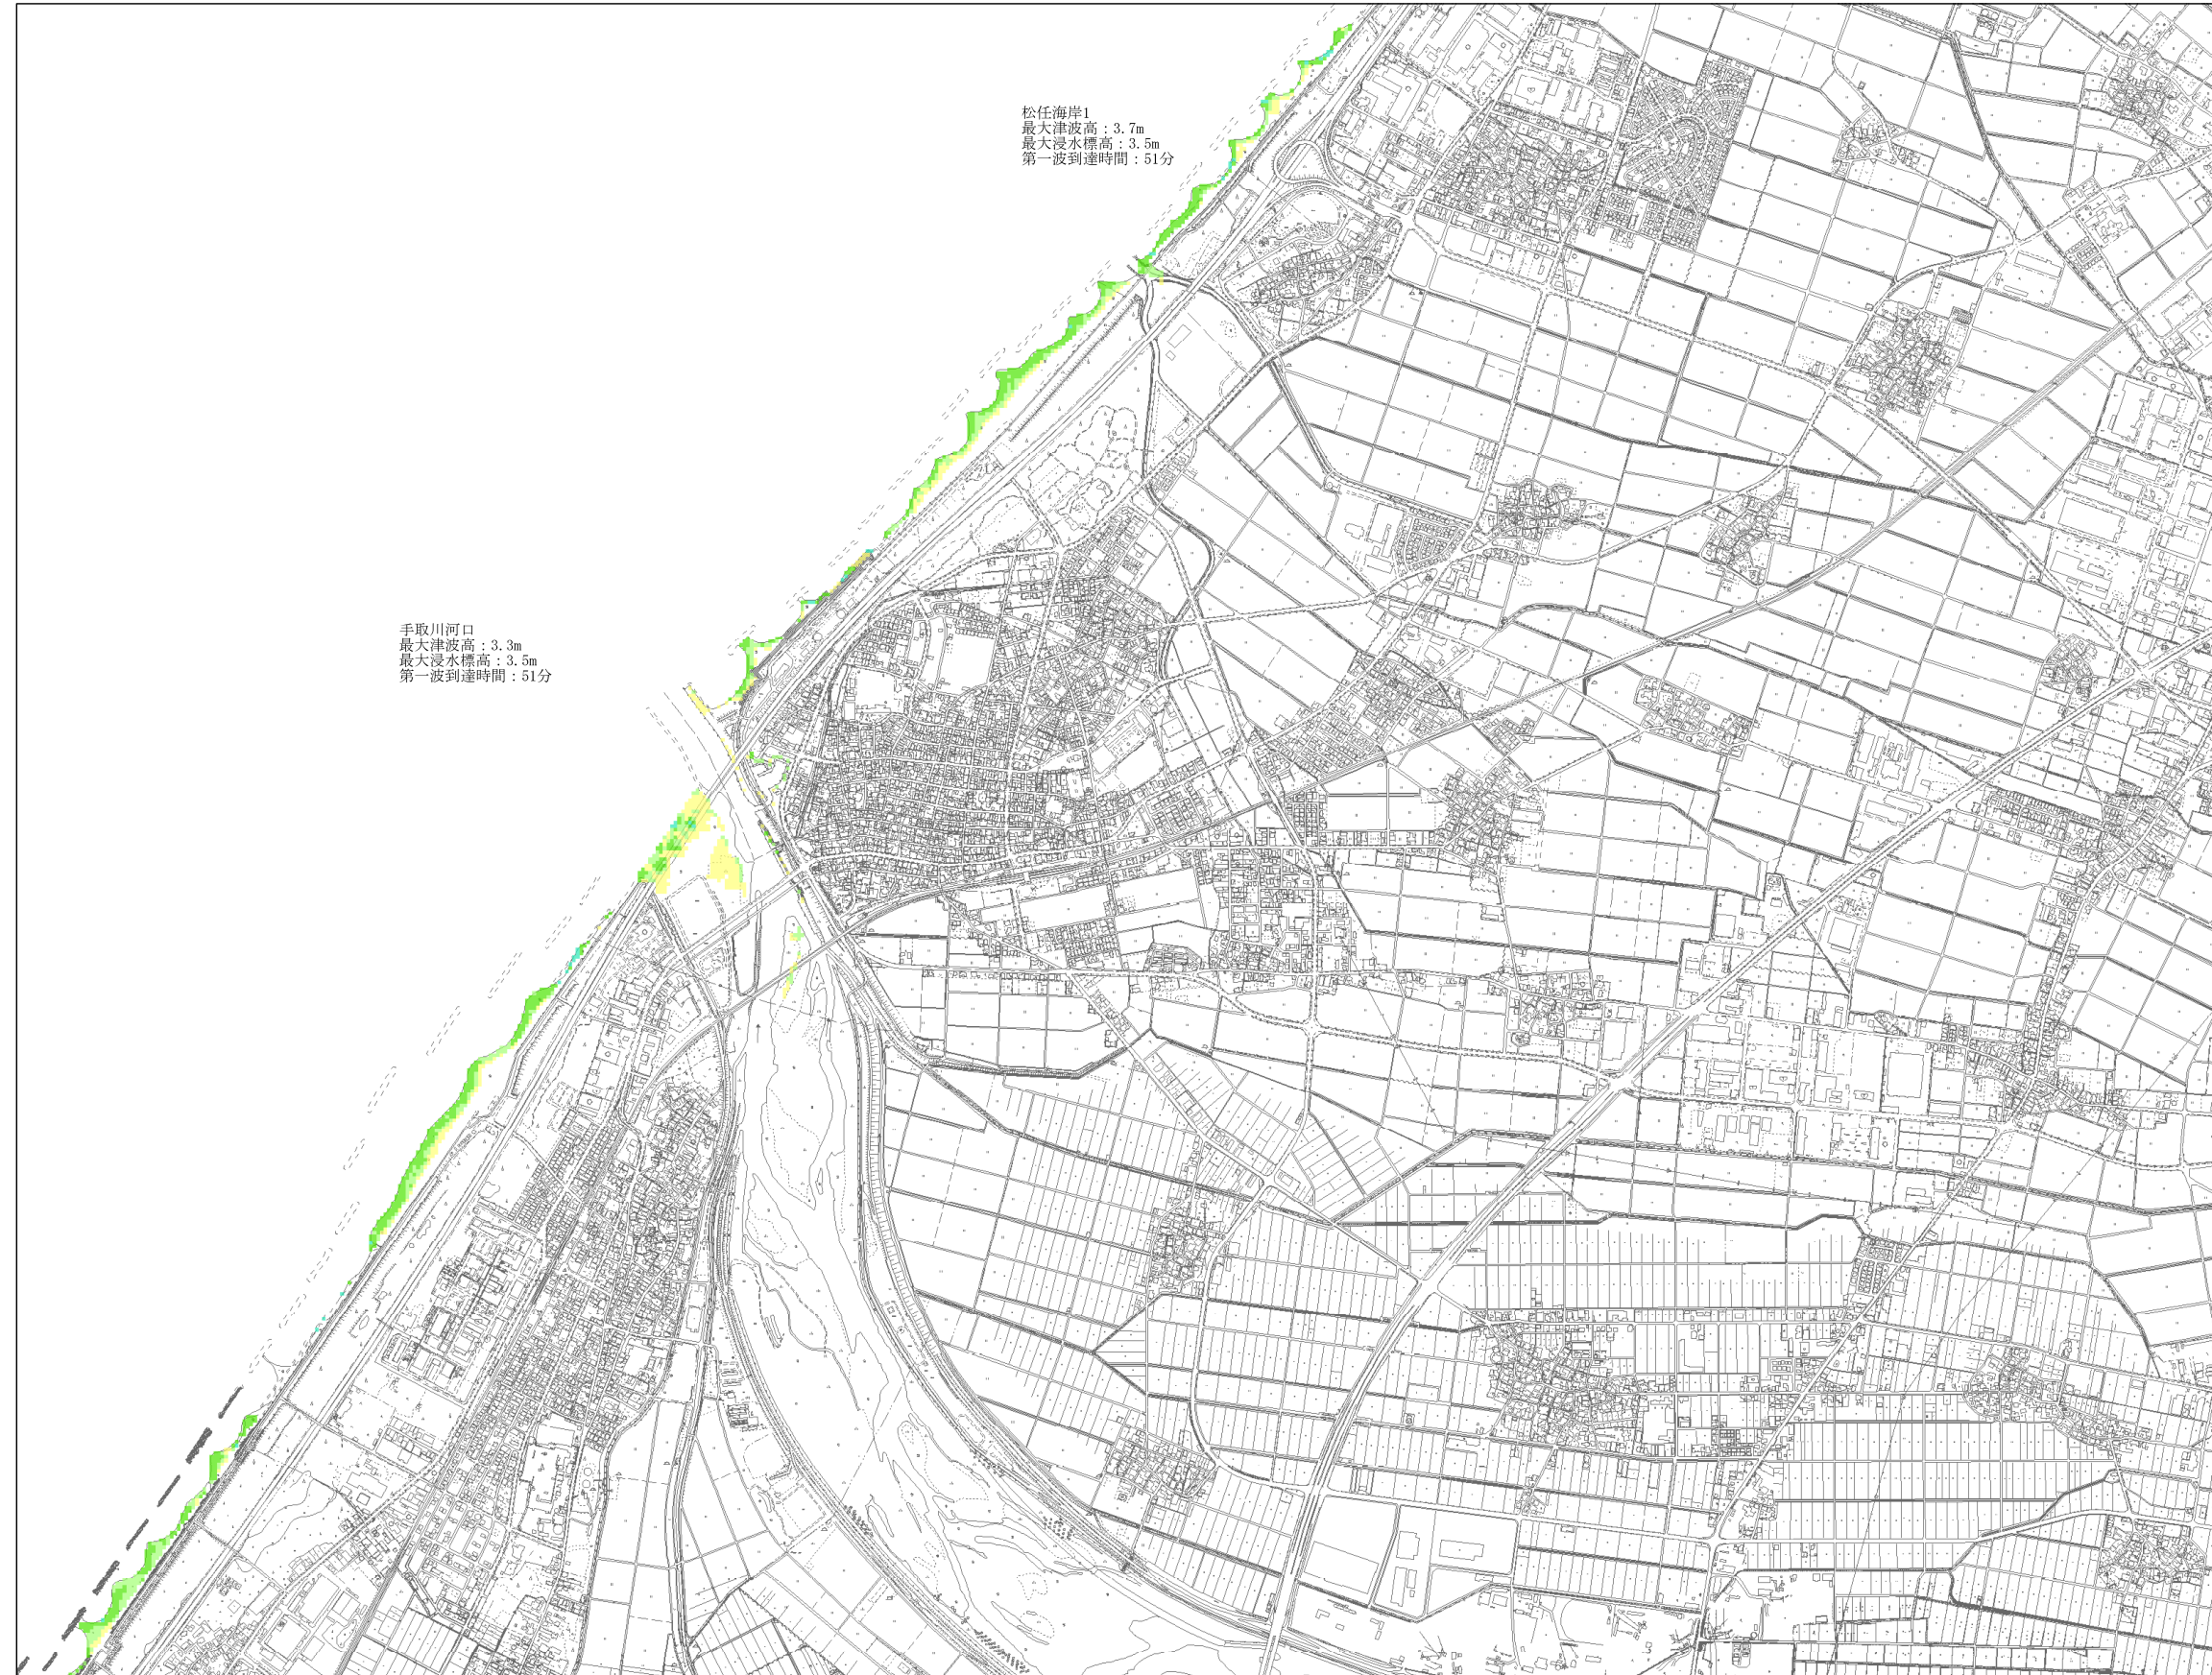 松任海岸1
最大津波高：3.7m
最大浸水標高：3.5m
第一波到達時間：51分
手取川河口
最大津波高：3.3m
最大浸水標高：3.5m
第一波到達時間：51分